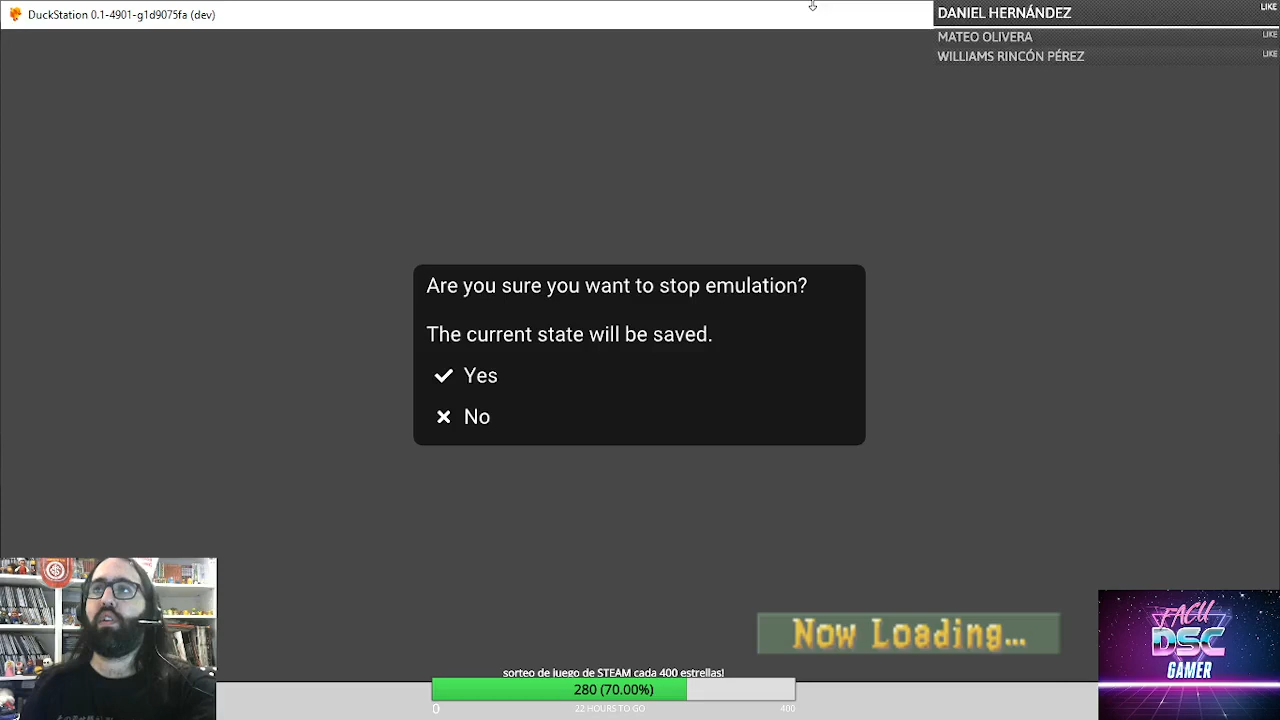 DuckStation 0.1-4901-g1d9075fa (dev)
DANIEL HERNÁNDEZ LIKE
MATEO OLIVERA LIKE
WILLIAMS RINCÓN PÉREZ LIKE
Are you sure you want to stop emulation?
The current state will be saved.
Yes
No
Now Loading...
sorteo de juego de STEAM cada 400 estrellas!
280 (70.00%)
0 22 HOURS TO GO 400
FACU
DSC
GAMER